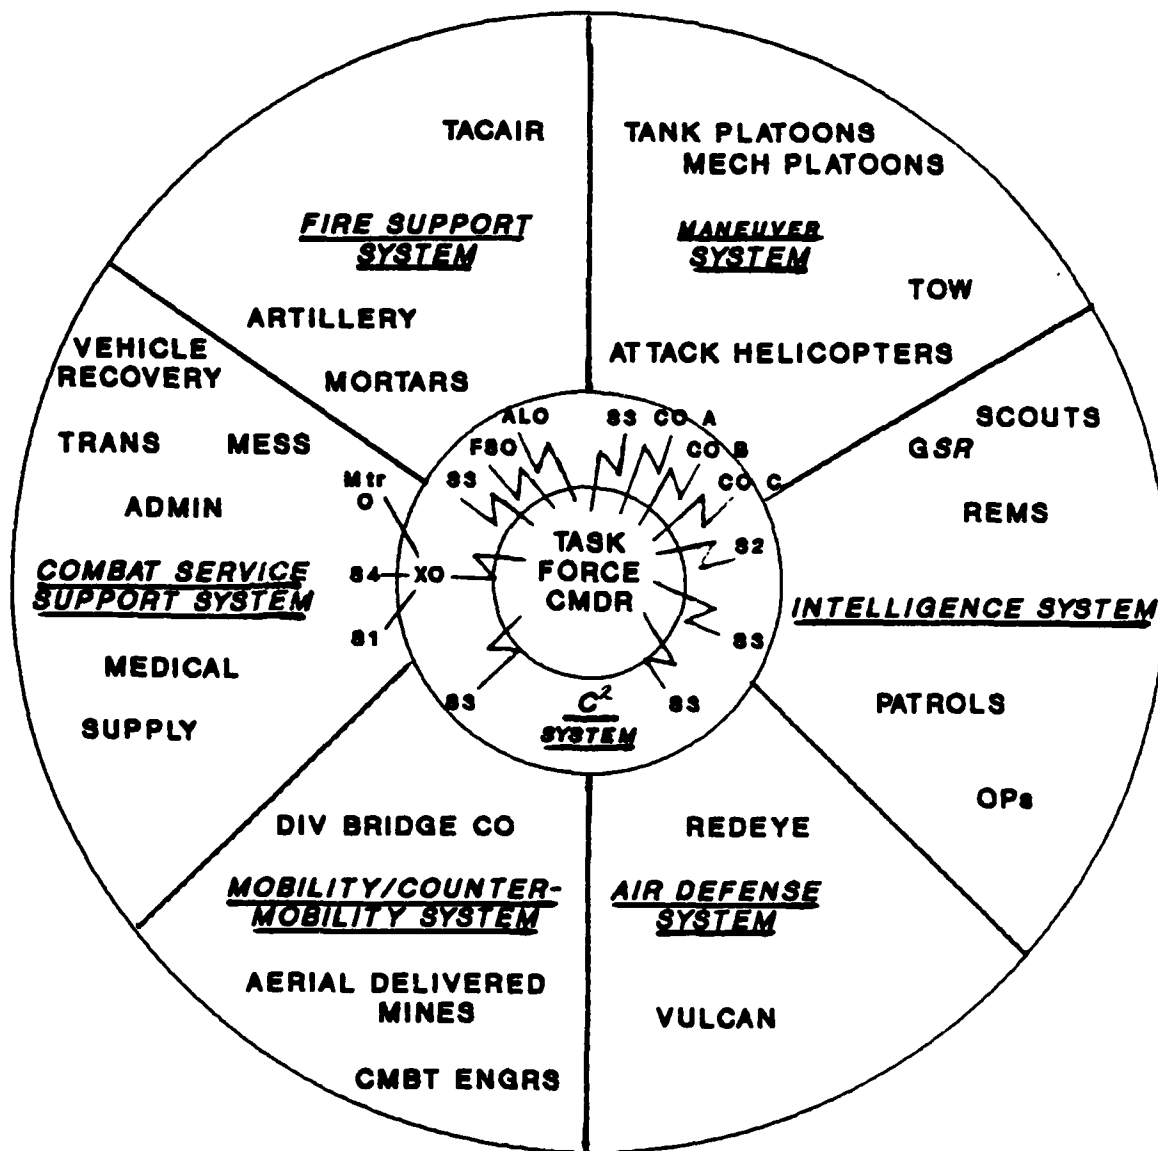 TACAIR
FIRE SUPPORT
SYSTEM
ARTILLERY
MORTARS
TANK PLATOONS
MECH PLATOONS
MANEUVER
SYSTEM
TOW
ATTACK HELICOPTERS
SCOUTS
GSR
REMS
INTELLIGENCE SYSTEM
PATROLS
OPs
REDEYE
AIR DEFENSE
SYSTEM
VULCAN
DIV BRIDGE CO
MOBILITY/COUNTER-
MOBILITY SYSTEM
AERIAL DELIVERED
MINES
CMBT ENGRS
VEHICLE
RECOVERY
TRANS MESS
ADMIN
COMBAT SERVICE
SUPPORT SYSTEM
MEDICAL
SUPPLY
Mtr
O
S4 XO
S1
S3
FSO
ALO
S3
CO A
CO B
CO C
S2
S3
S3
S3
TASK
FORCE
CMDR
C²
SYSTEM